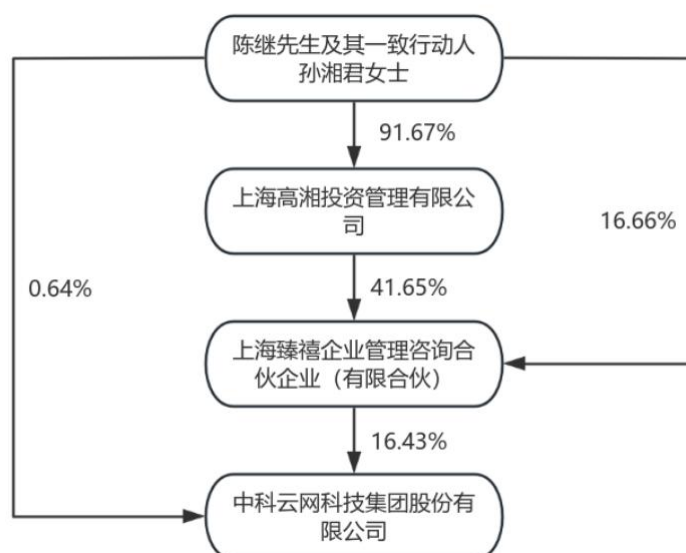 陈继先生及其一致行动人
孙湘君女士
91.67%
上海高湘投资管理有限公
司
16.66%
0.64%
41.65%
上海臻禧企业管理咨询合
伙企业（有限合伙）
16.43%
中科云网科技集团股份有
限公司